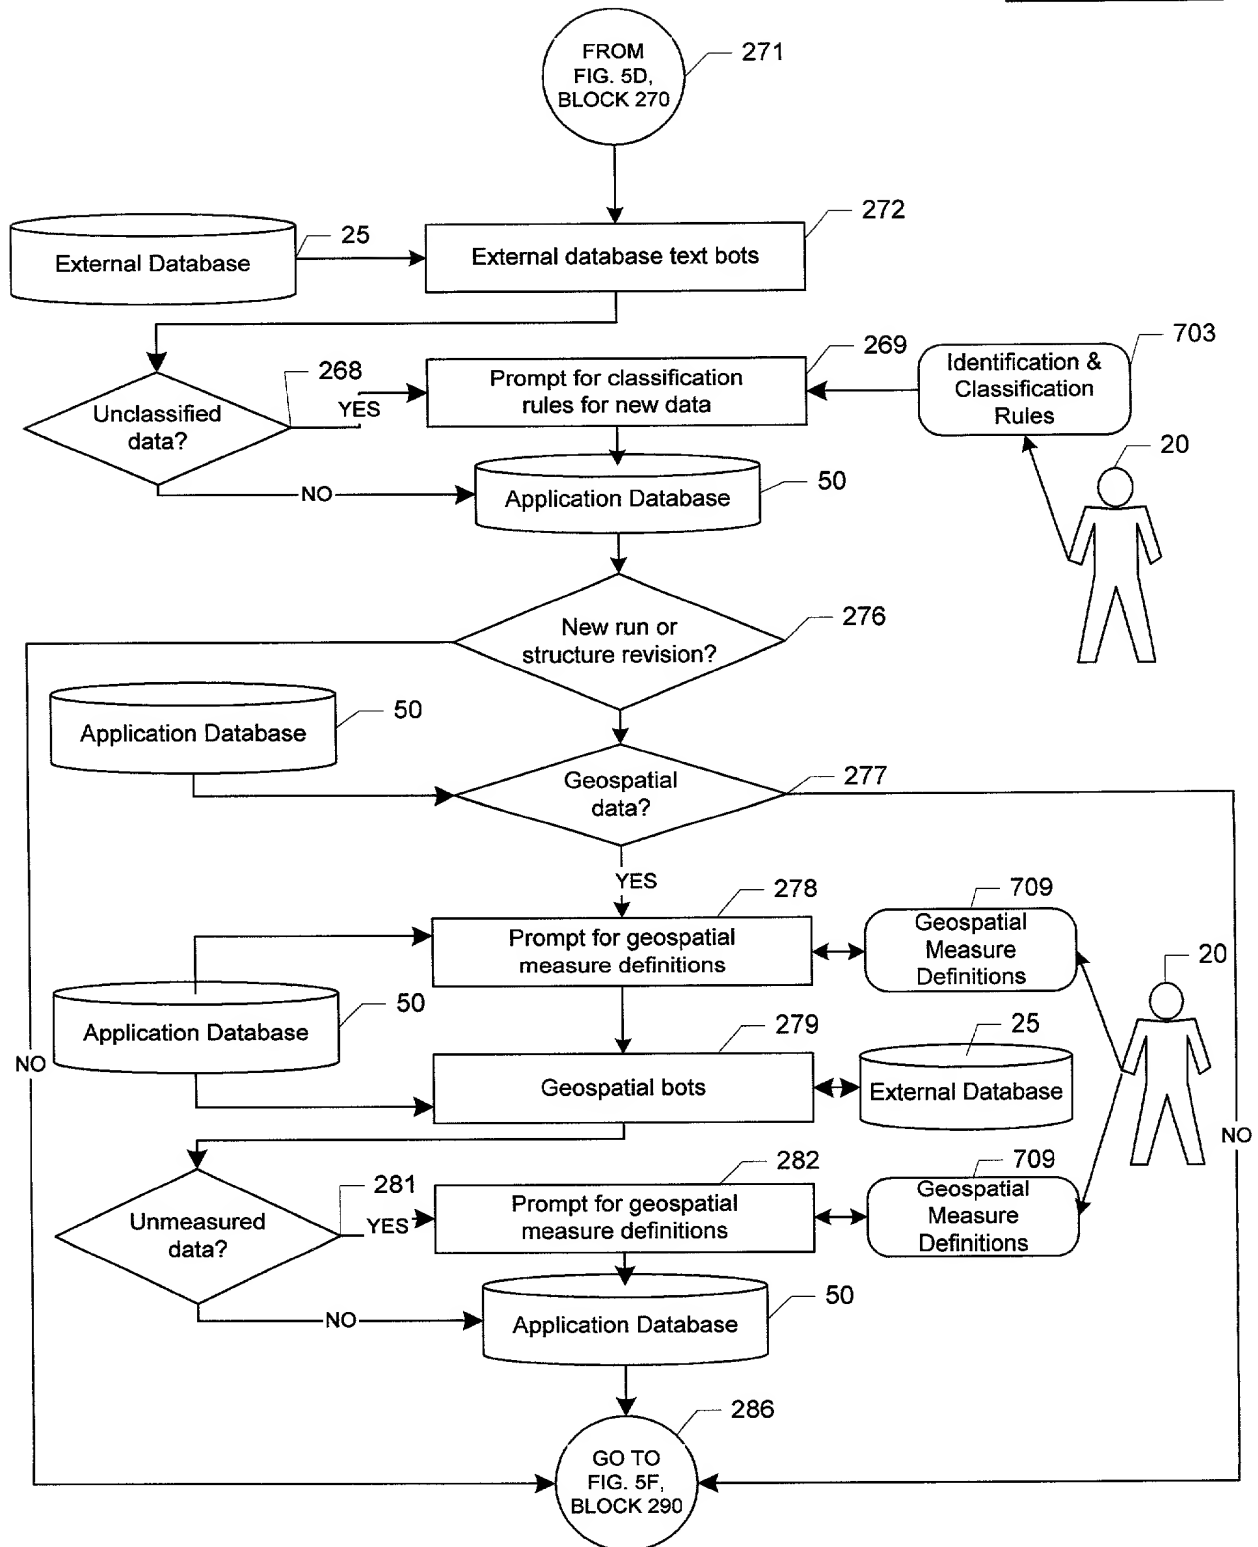 FROM
FIG. 5D,
BLOCK 270
271
272
25
External Database
External database text bots
703
268
269
Identification &
Classification
Rules
Prompt for classification
rules for new data
YES
Unclassified
data?
20
50
NO
Application Database
276
New run or
structure revision?
50
Application Database
277
Geospatial
data?
YES
278
709
Prompt for geospatial
measure definitions
Geospatial
Measure
Definitions
20
50
Application Database
279
25
NO
Geospatial bots
External Database
NO
282
709
281
Unmeasured
data?
YES
Prompt for geospatial
measure definitions
Geospatial
Measure
Definitions
50
NO
Application Database
286
GO TO
FIG. 5F,
BLOCK 290